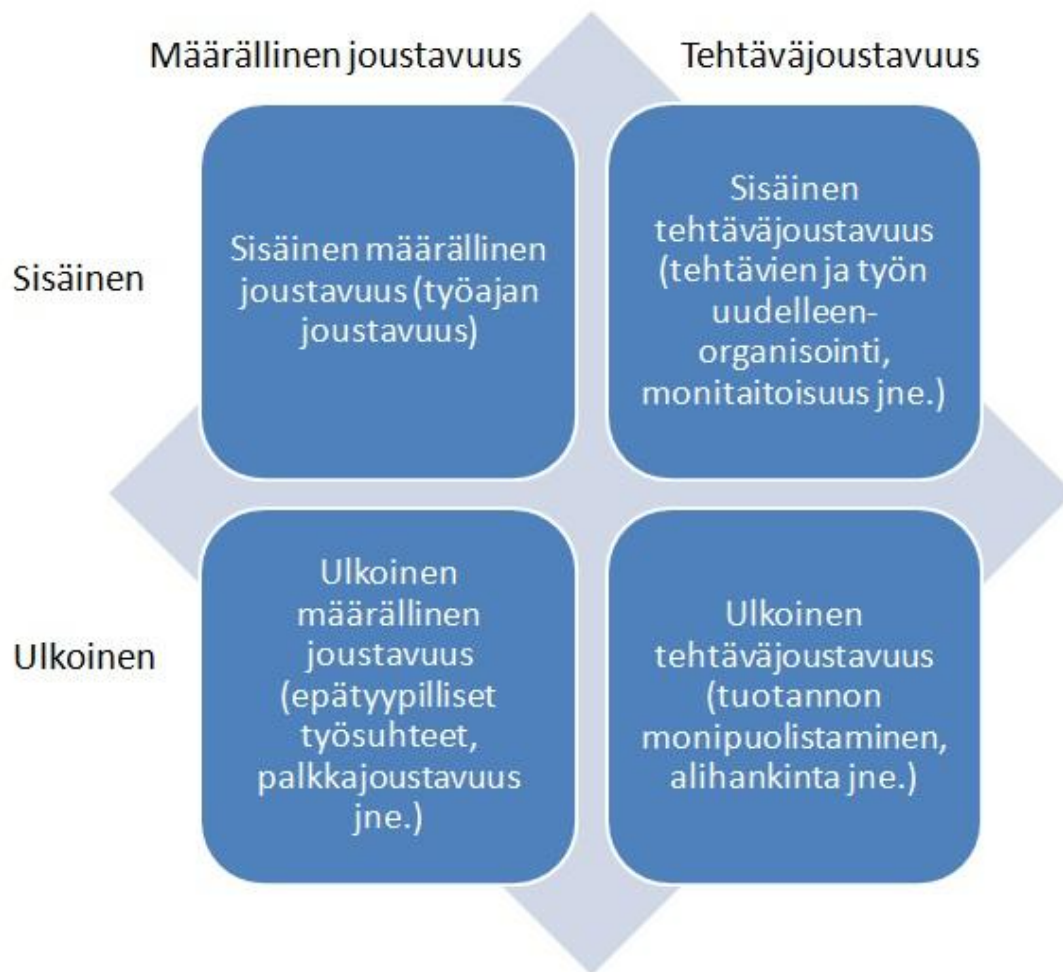 Määrällinen joustavuus
Tehtäväjoustavuus
Sisäinen
Sisäinen määrällinen
joustavuus (työajan
joustavuus)
Sisäinen
tehtäväjoustavuus
(tehtävien ja työn
uudelleen-
organisointi,
monitaitoisuus jne.)
Ulkoinen
Ulkoinen
määrällinen
joustavuus
(epätyypilliset
työsuhteet,
palkkajoustavuus
jne.)
Ulkoinen
tehtäväjoustavuus
(tuotannon
monipuolistaminen,
alihankinta jne.)